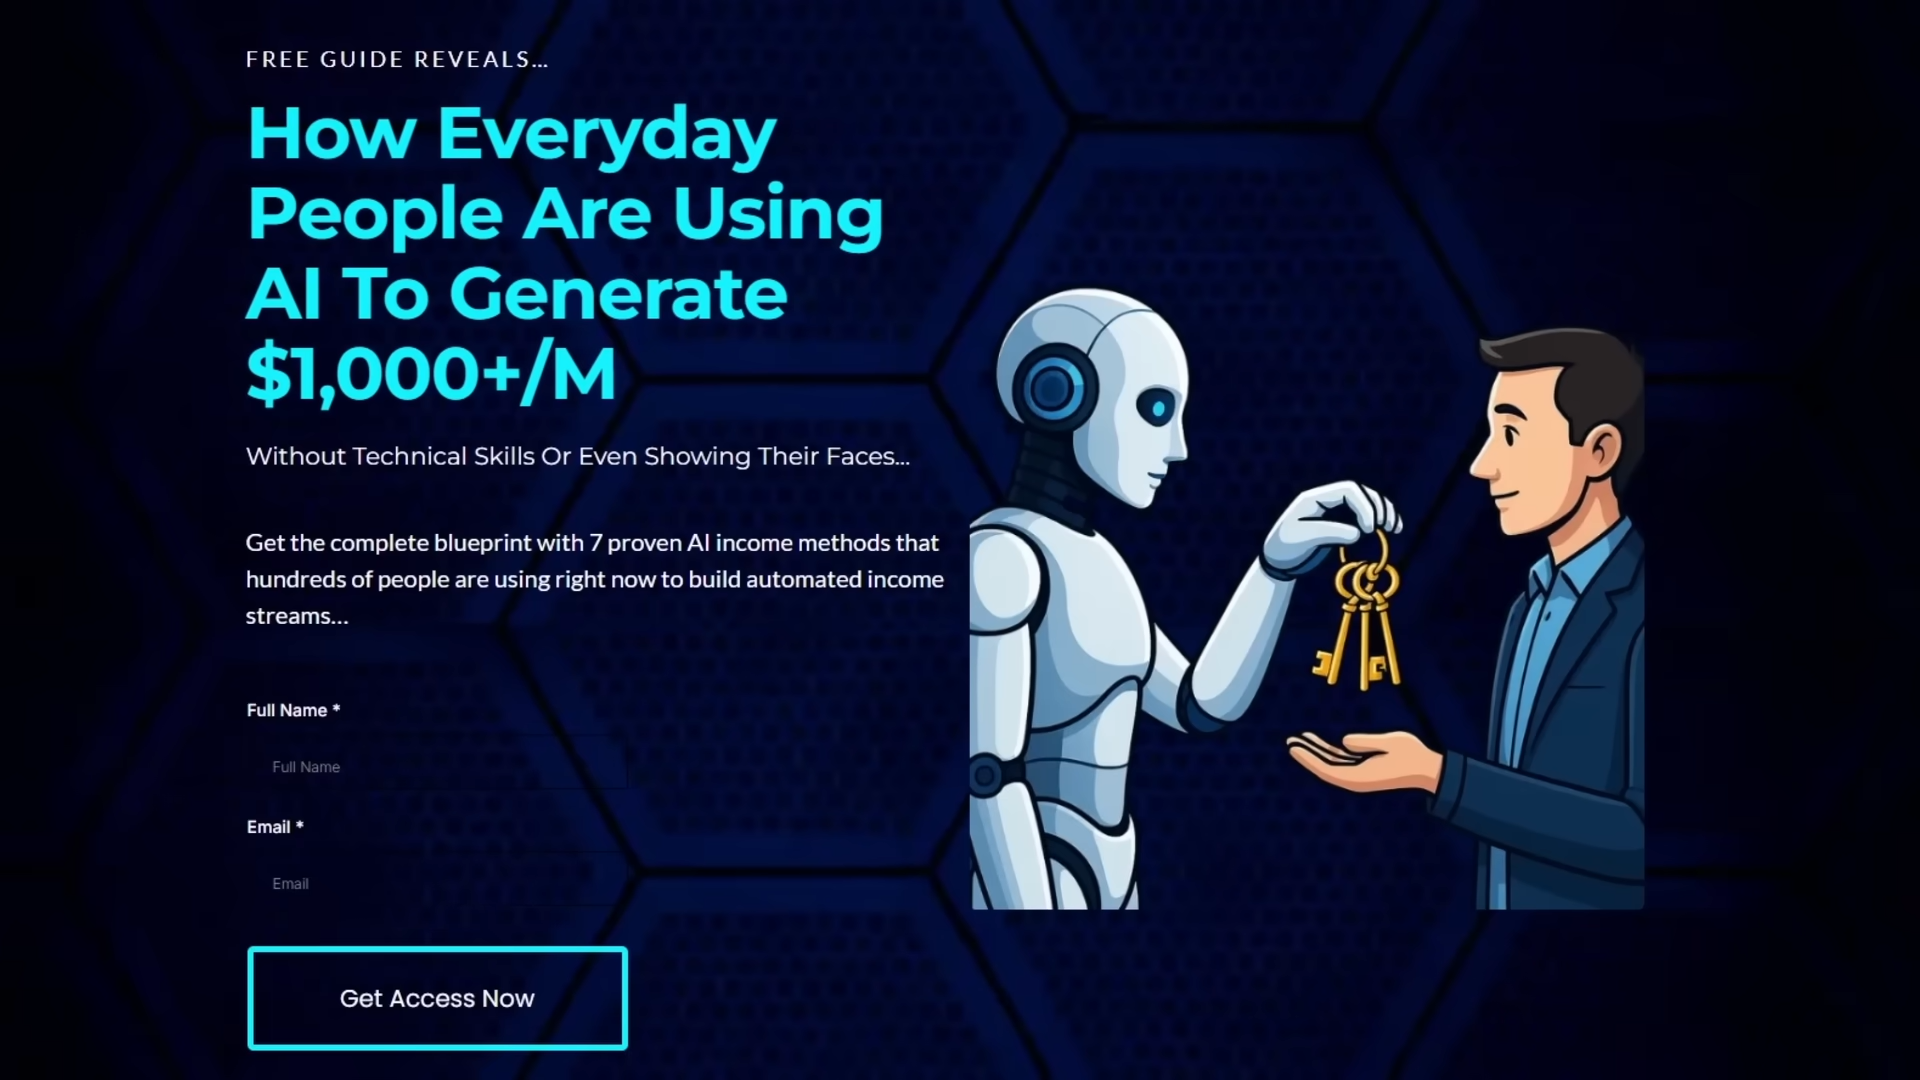 FREE GUIDE REVEALS...
How Everyday
People Are Using
AI To Generate
$1,000+/M
Without Technical Skills Or Even Showing Their Faces...
Get the complete blueprint with 7 proven AI income methods that
hundreds of people are using right now to build automated income
streams...
Full Name *
Full Name
Email *
Email
Get Access Now